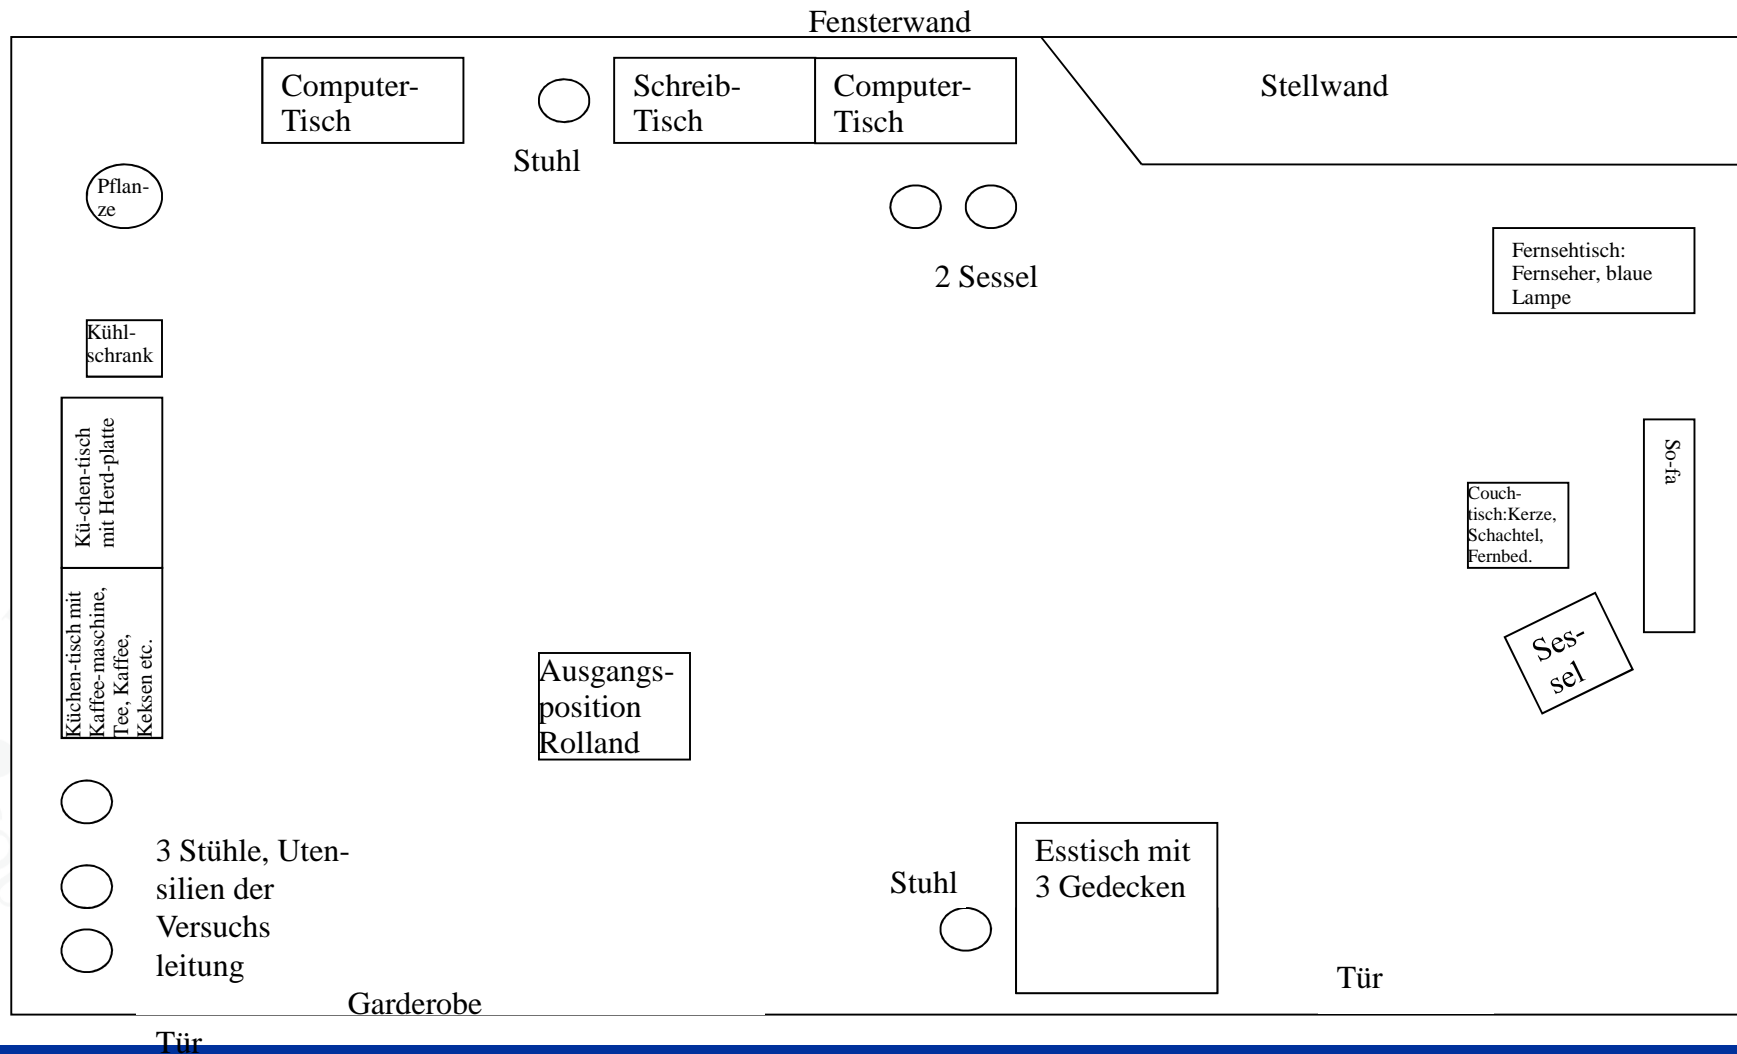 Fensterwand
Computer-
Tisch
Stuhl
Schreib-
Tisch
Computer-
Tisch
Stellwand
Pflan-
ze
2 Sessel
Fernsehtisch:
Fernseher, blaue
Lampe
Kühl-
schrank
Kü-chen-tisch
mit Herd-platte
So-fa
Couch-
tisch:Kerze,
Schachtel,
Fernbed.
Küchen-tisch mit
Kaffee-maschine,
Tee, Kaffee,
Keksen etc.
Ses-
sel
Ausgangs-
position
Rolland
3 Stühle, Uten-
silien der
Versuchs
leitung
Stuhl
Esstisch mit
3 Gedecken
Tür
Garderobe
Tür